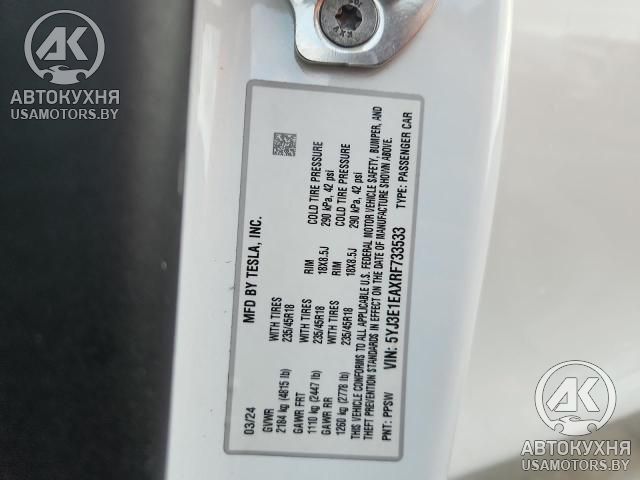 AK
АВТОКУХНЯ
USAMOTORS.BY
MFD BY TESLA, INC.
03/24
GVWR
2184 kg (4815 lb)
GAWR FRT WITH TIRES RIM COLD TIRE PRESSURE
1110 kg (2447 lb) 235/45R18 18X8.5J 290 kPa, 42 psi
GAWR RR WITH TIRES RIM COLD TIRE PRESSURE
1260 kg (2778 lb) 235/45R18 18X8.5J 290 kPa, 42 psi
THIS VEHICLE CONFORMS TO ALL APPLICABLE U.S. FEDERAL MOTOR VEHICLE SAFETY, BUMPER, AND
THEFT PREVENTION STANDARDS IN EFFECT ON THE DATE OF MANUFACTURE SHOWN ABOVE.
PNT: PPSW VIN: 5YJ3E1EAXRF733533 TYPE: PASSENGER CAR
AK
АВТОКУХНЯ
USAMOTORS.BY